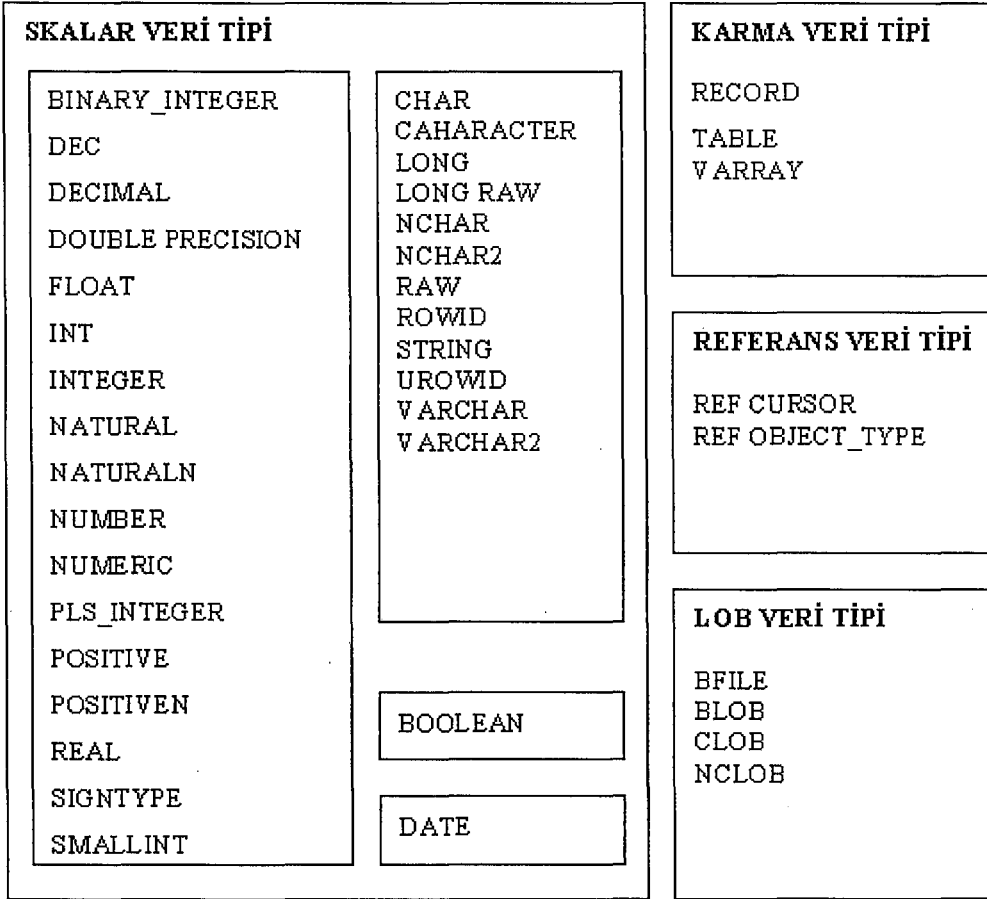 SKALAR VERİ TİPİ
BINARY_INTEGER
DEC
DECIMAL
DOUBLE PRECISION
FLOAT
INT
INTEGER
NATURAL
NATURALN
NUMBER
NUMERIC
PLS_INTEGER
POSITIVE
POSITIVEN
REAL
SIGNTYPE
SMALLINT
CHAR
CAHARACTER
LONG
LONG RAW
NCHAR
NCHAR2
RAW
ROWID
STRING
UROWID
VARCHAR
VARCHAR2
BOOLEAN
DATE
KARMA VERİ TİPİ
RECORD
TABLE
VARRAY
REFERANS VERİ TİPİ
REF CURSOR
REF OBJECT_TYPE
LOB VERİ TİPİ
BFILE
BLOB
CLOB
NCLOB